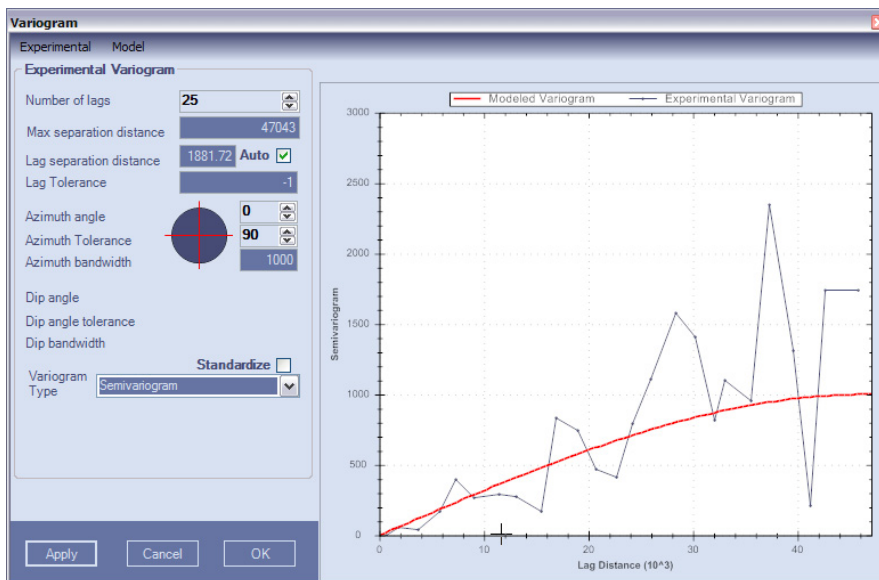 Variogram
Experimental Model
Experimental Variogram
Number of lags 25
Max separation distance 47043
Lag separation distance 1881.72 Auto
Lag Tolerance -1
Azimuth angle 0
Azimuth Tolerance 90
Azimuth bandwidth 1000
Dip angle
Dip angle tolerance
Dip bandwidth
Standardize
Variogram
Type Semivariogram
Apply Cancel OK
Modeled Variogram Experimental Variogram
3000
2500
2000
1500
1000
500
0
Semivariogram
0 10 20 30 40
Lag Distance (10^3)